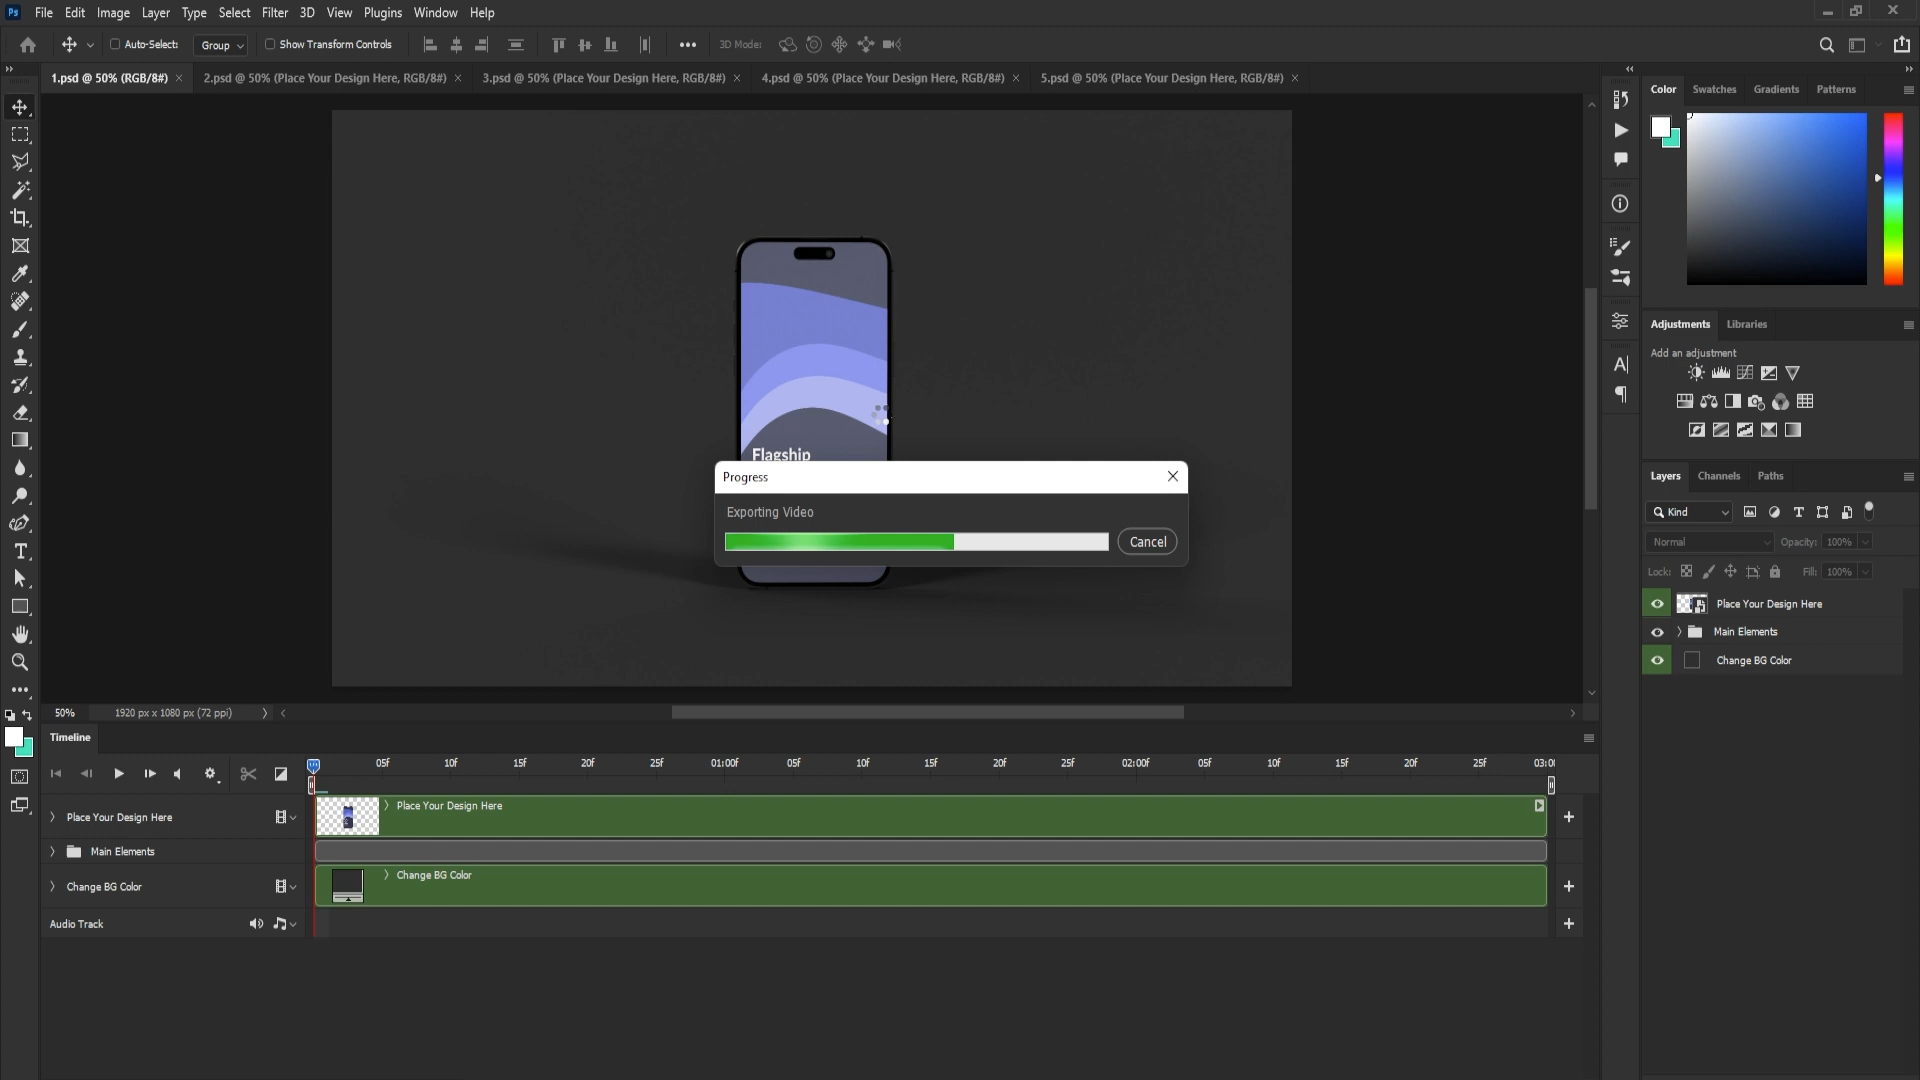 Ps File Edit Image Layer Type Select Filter 3D View Plugins Window Help
Auto-Select: Group Show Transform Controls 3D Mode:
1.psd @ 50% (RGB/8#) 2.psd @ 50% (Place Your Design Here, RGB/8#) 3.psd @ 50% (Place Your Design Here, RGB/8#) 4.psd @ 50% (Place Your Design Here, RGB/8#) 5.psd @ 50% (Place Your Design Here, RGB/8#)
Color Swatches Gradients Patterns
Adjustments Libraries
Add an adjustment
Flagship
Progress
Exporting Video
Cancel
Layers Channels Paths
Kind
Normal Opacity: 100%
Lock: Fill: 100%
Place Your Design Here
Main Elements
Change BG Color
50% 1920 px x 1080 px (72 ppi)
Timeline
05f 10f 15f 20f 25f 01:00f 05f 10f 15f 20f 25f 02:00f 05f 10f 15f 20f 25f 03:0
Place Your Design Here Place Your Design Here
Main Elements
Change BG Color Change BG Color
Audio Track